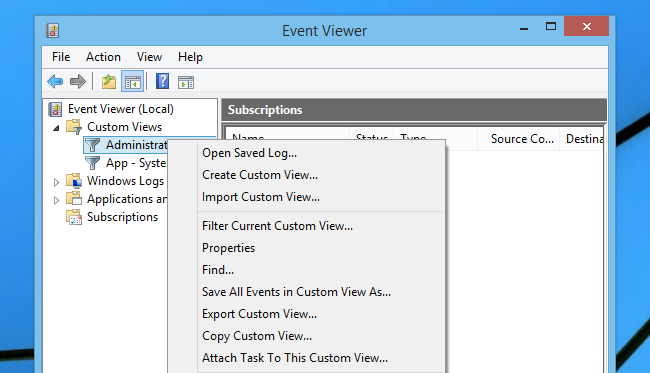 Event Viewer
File Action View Help
Event Viewer (Local)
Custom Views
Administrat
App - Syste
Windows Logs
Applications an
Subscriptions
Subscriptions
Name Status Type Source Co... Destina
Open Saved Log...
Create Custom View...
Import Custom View...
Filter Current Custom View...
Properties
Find...
Save All Events in Custom View As...
Export Custom View...
Copy Custom View...
Attach Task To This Custom View...